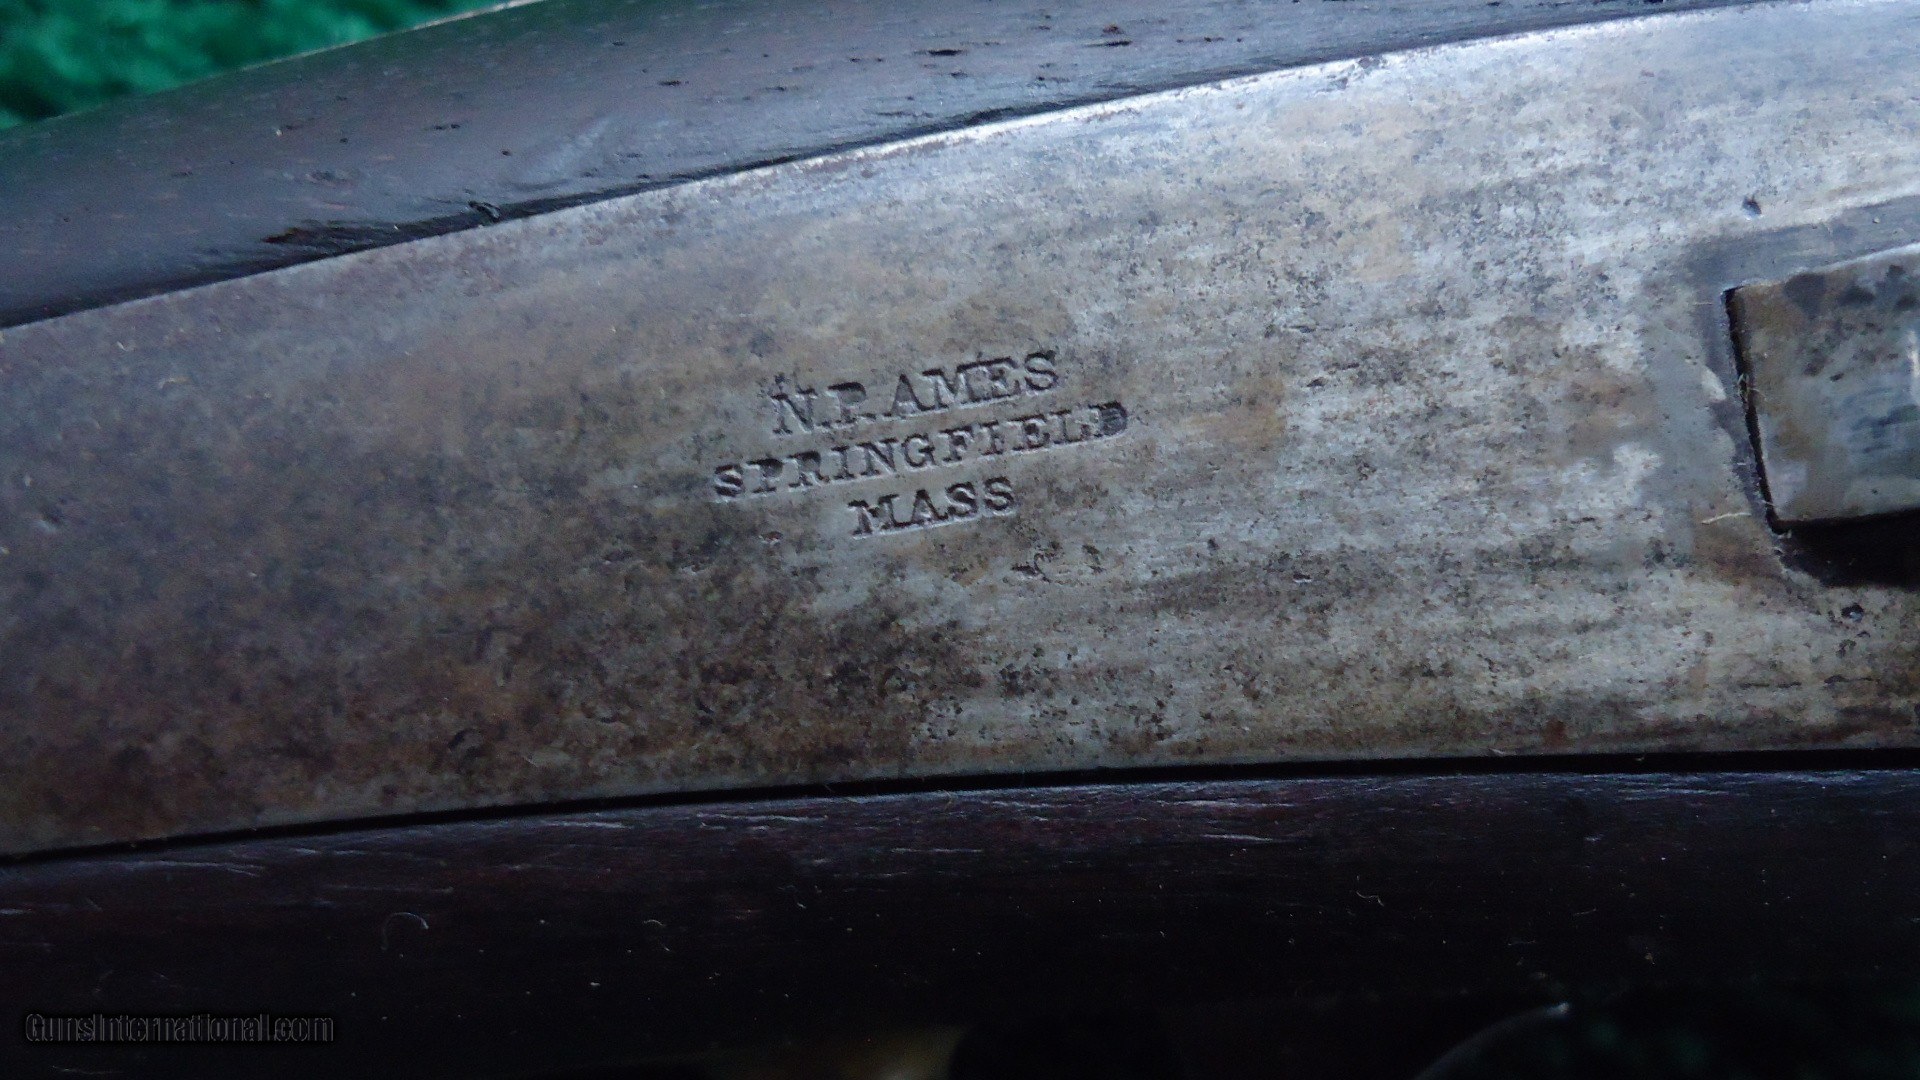 N.P. AMES
SPRINGFIELD
MASS
GunsInternational.com